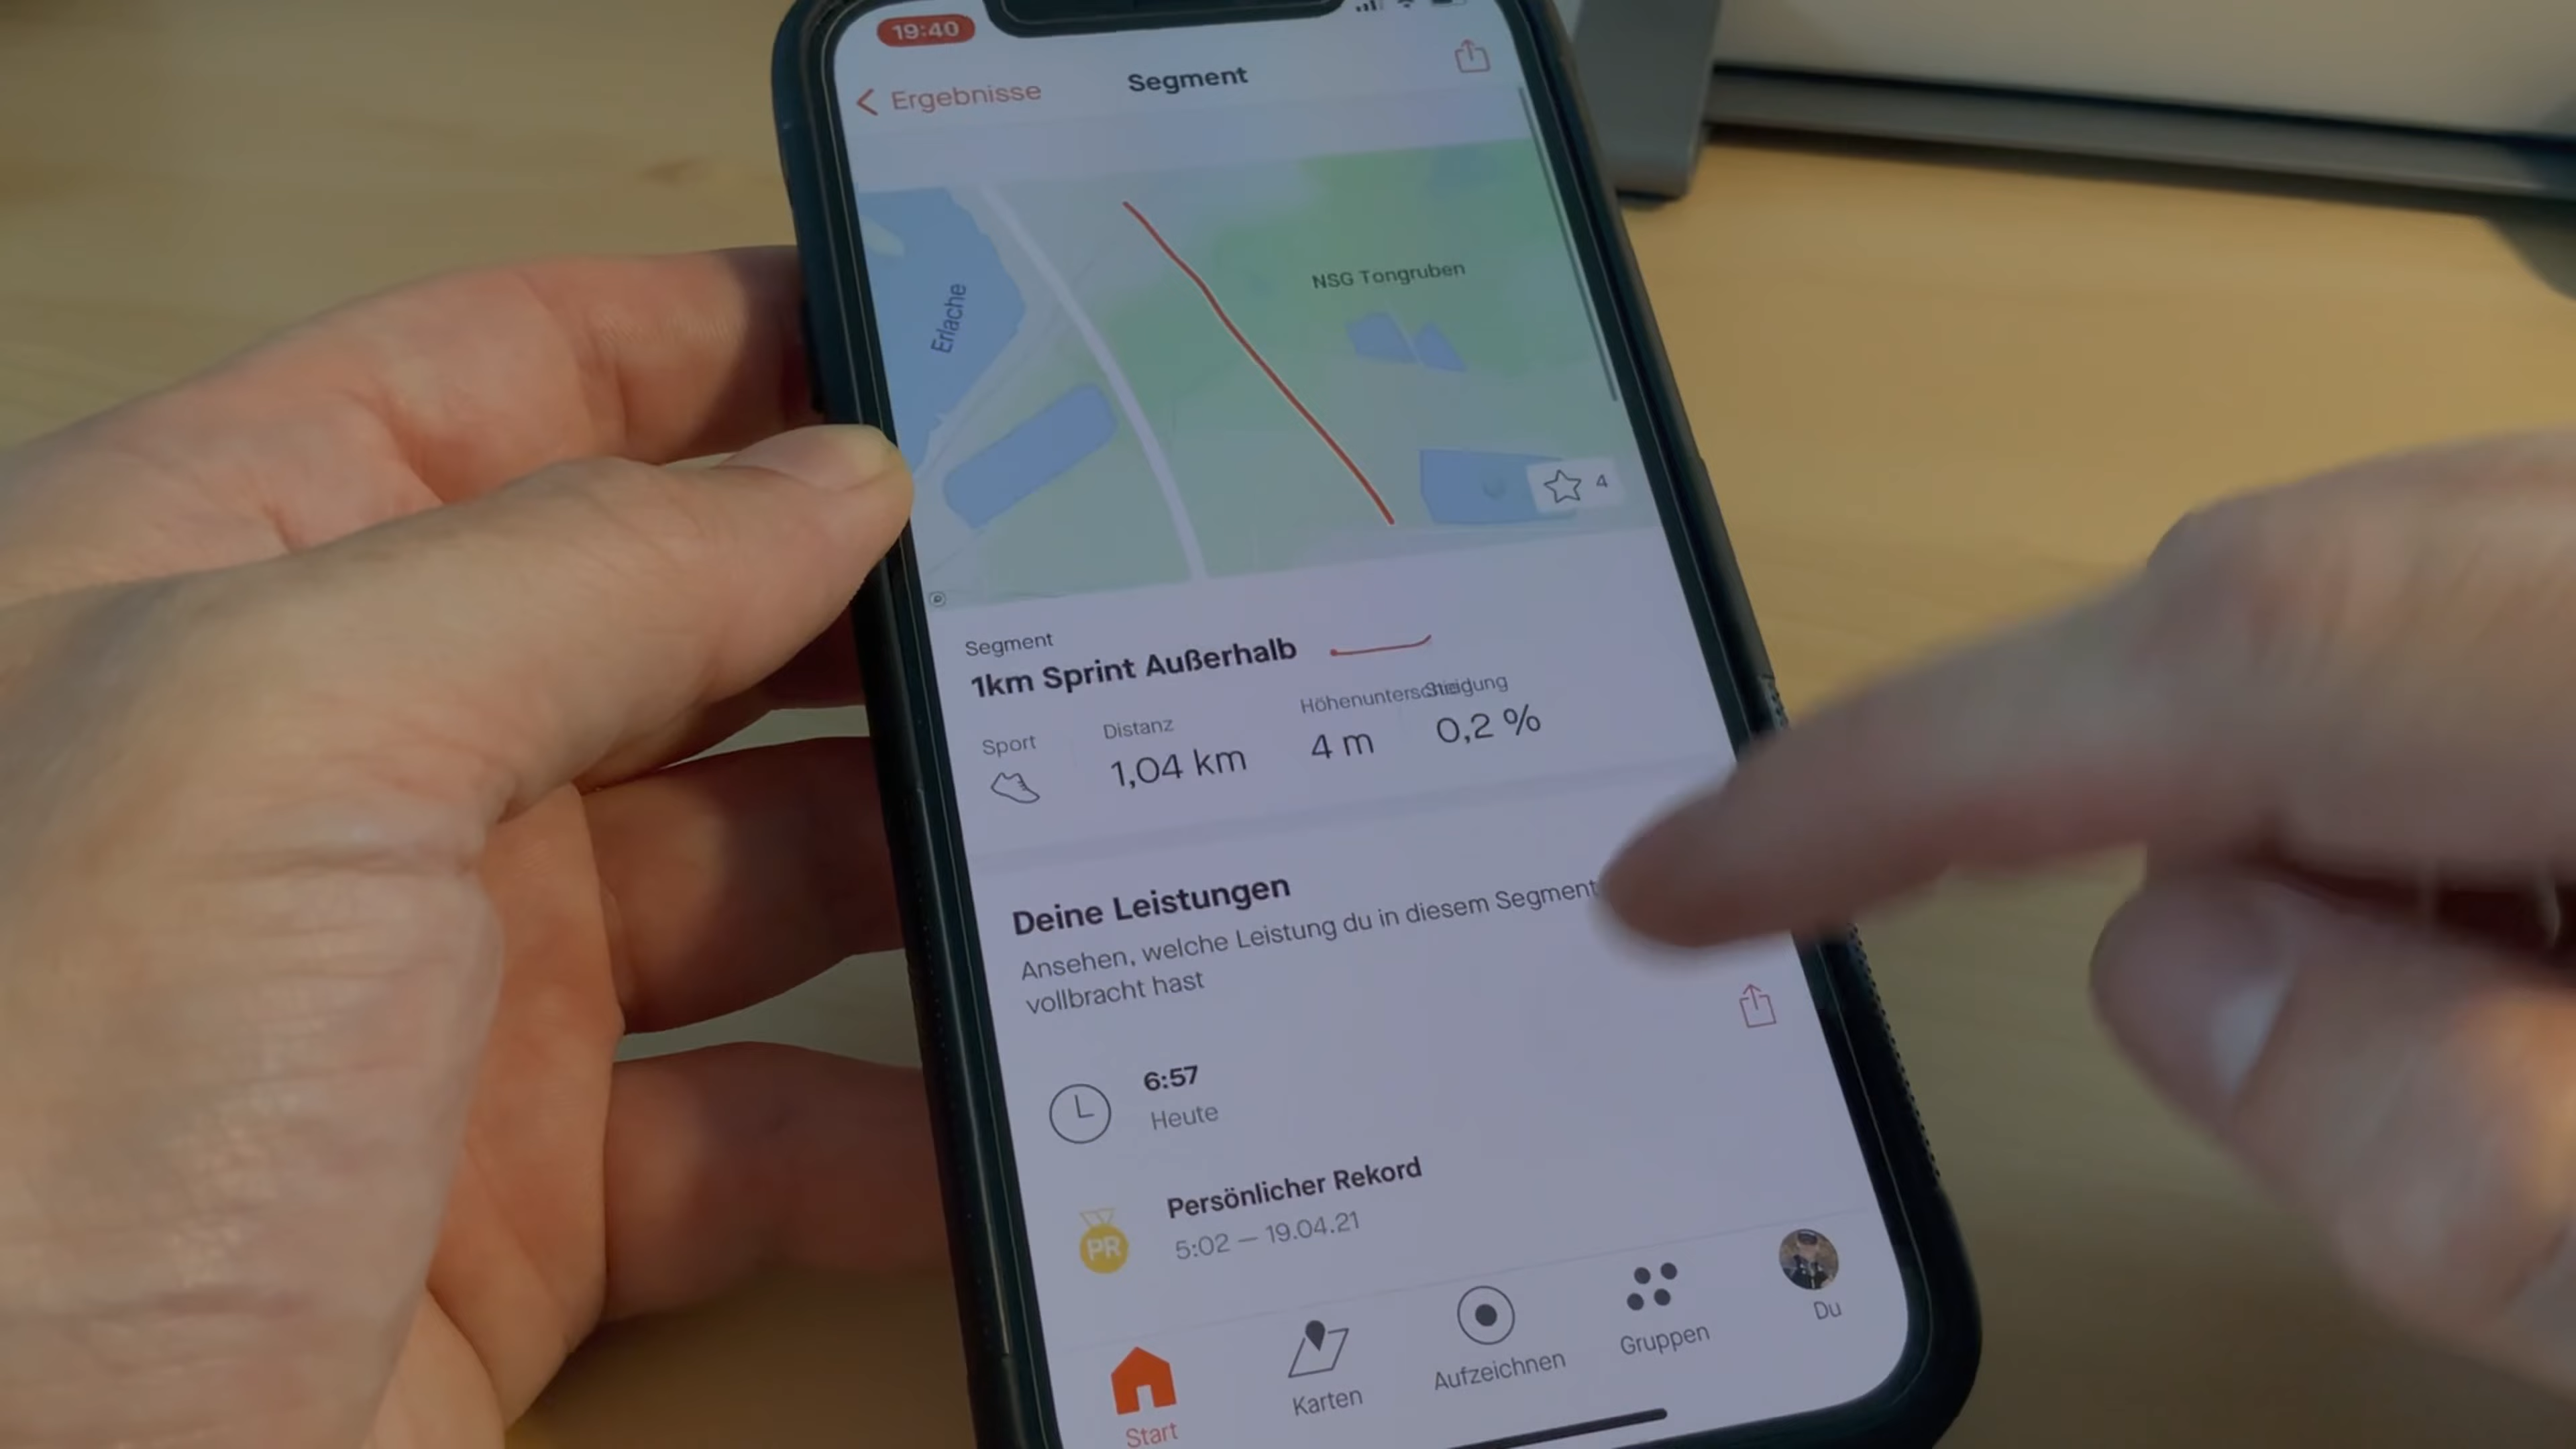 19:40
Ergebnisse
Segment
Erlache
NSG Tongruben
4
Segment
1km Sprint Außerhalb
Sport
Distanz
Steigung
1,04 km
4 m
0,2 %
Deine Leistungen
Ansehen, welche Leistung du in diesem Segment
vollbracht hast
6:57
Heute
Persönlicher Rekord
PR
5:02 — 19.04.21
Start
Karten
Aufzeichnen
Gruppen
Du